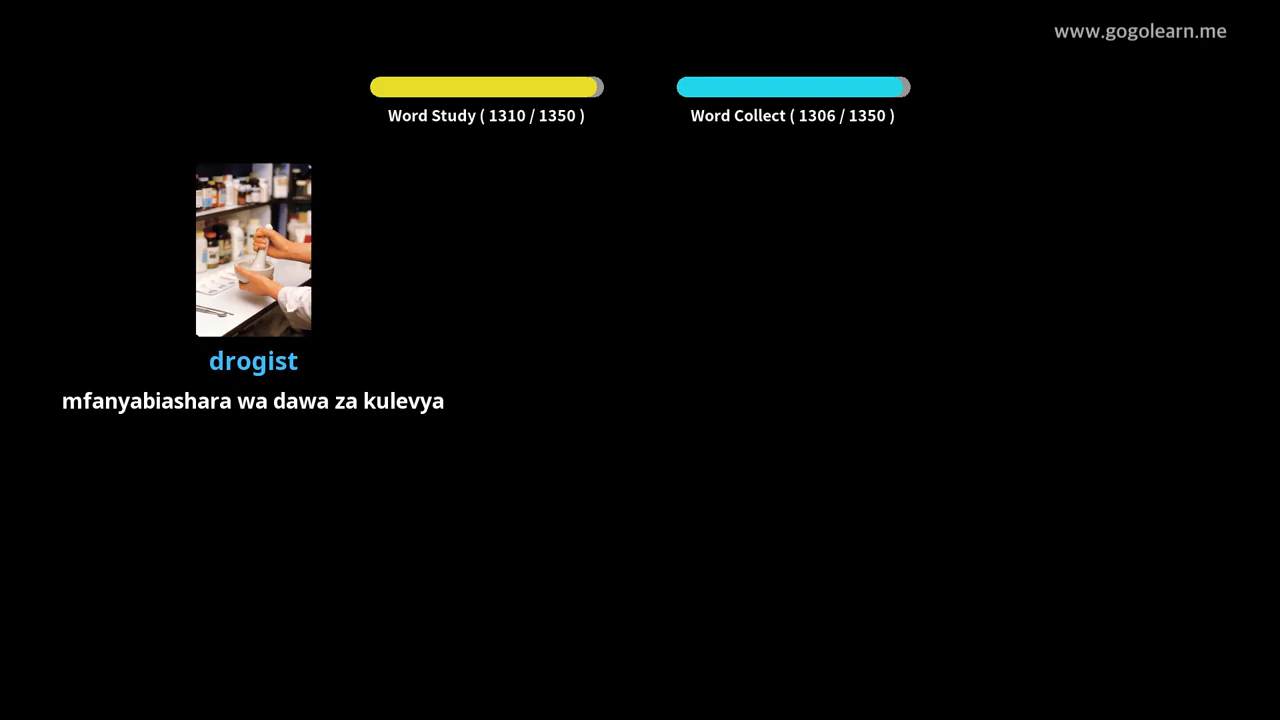 www.gogolearn.me
Word Study ( 1310 / 1350 )
Word Collect ( 1306 / 1350 )
drogist
mfanyabiashara wa dawa za kulevya